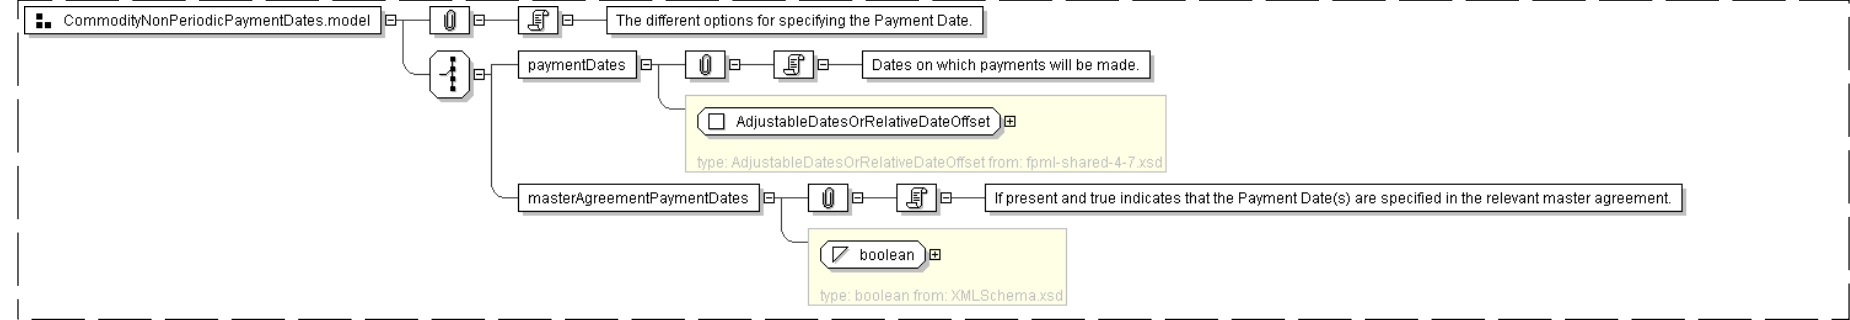 CommodityNonPeriodicPaymentDates.model
The different options for specifying the Payment Date.
paymentDates
Dates on which payments will be made.
AdjustableDatesOrRelativeDateOffset
type: AdjustableDatesOrRelativeDateOffset from: fpml-shared-4-7.xsd
masterAgreementPaymentDates
If present and true indicates that the Payment Date(s) are specified in the relevant master agreement.
boolean
type: boolean from: XMLSchema.xsd